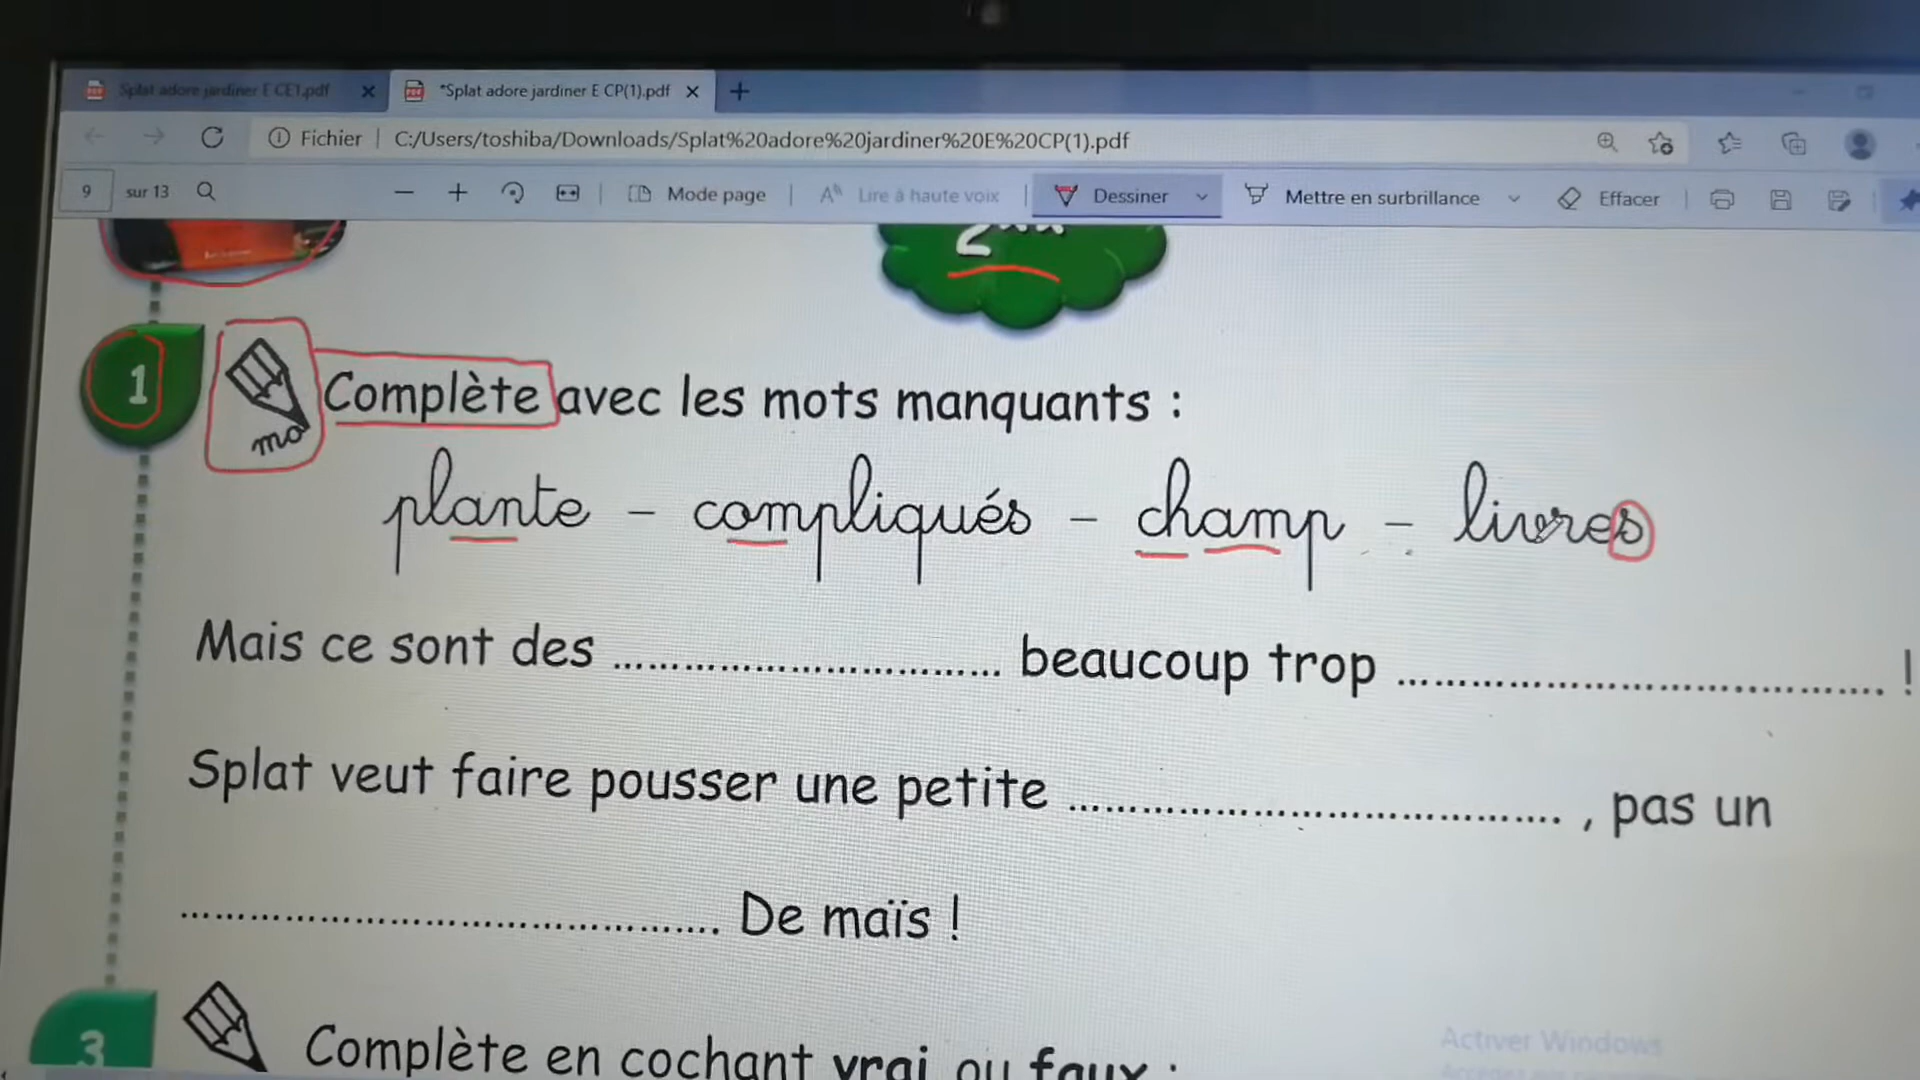 Splat adore jardiner E CE1.pdf
*Splat adore jardiner E CP(1).pdf
Fichier | C:/Users/toshiba/Downloads/Splat%20adore%20jardiner%20E%20CP(1).pdf
9 sur 13 Mode page Lire à haute voix Dessiner Mettre en surbrillance Effacer
1 Complète avec les mots manquants :
plante - compliqués - champ - livres
Mais ce sont des .......................... beaucoup trop .......................... !
Splat veut faire pousser une petite .......................... , pas un
.......................... De maïs !
3 Complète en cochant vrai ou faux :
Activer Windows